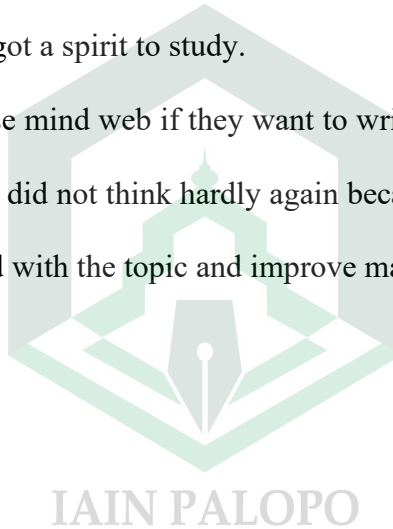 got a spirit to study.
e mind web if they want to wri
did not think hardly again beca
with the topic and improve ma
IAIN PALOPO